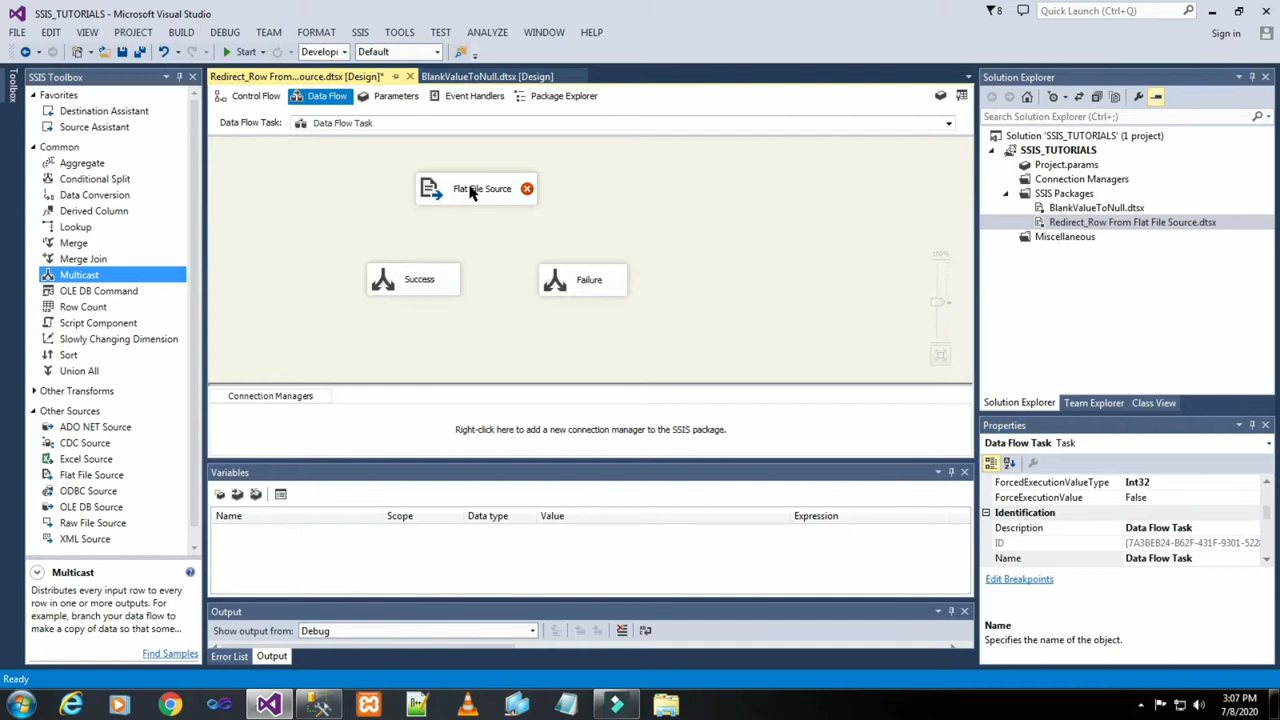 SSIS_TUTORIALS - Microsoft Visual Studio
8
Quick Launch (Ctrl+Q)
FILE EDIT VIEW PROJECT BUILD DEBUG TEAM FORMAT SSIS TOOLS TEST ANALYZE WINDOW HELP
Sign in
Start Develop Default
Toolbox
SSIS Toolbox
Favorites
Destination Assistant
Source Assistant
Common
Aggregate
Conditional Split
Data Conversion
Derived Column
Lookup
Merge
Merge Join
Multicast
OLE DB Command
Row Count
Script Component
Slowly Changing Dimension
Sort
Union All
Other Transforms
Other Sources
ADO NET Source
CDC Source
Excel Source
Flat File Source
ODBC Source
OLE DB Source
Raw File Source
XML Source
Multicast
Distributes every input row to every
row in one or more outputs. For
example, branch your data flow to
make a copy of data so that some...
Find Samples
Redirect_Row From...ource.dtsx [Design]* BlankValueToNull.dtsx [Design]
Control Flow Data Flow Parameters Event Handlers Package Explorer
Data Flow Task: Data Flow Task
Flat File Source
Success
Failure
100%
Connection Managers
Right-click here to add a new connection manager to the SSIS package.
Variables
Name Scope Data type Value Expression
Output
Show output from: Debug
Error List Output
Solution Explorer
Search Solution Explorer (Ctrl+;)
Solution 'SSIS_TUTORIALS' (1 project)
SSIS_TUTORIALS
Project.params
Connection Managers
SSIS Packages
BlankValueToNull.dtsx
Redirect_Row From Flat File Source.dtsx
Miscellaneous
Solution Explorer Team Explorer Class View
Properties
Data Flow Task Task
ForcedExecutionValueType Int32
ForceExecutionValue False
Identification
Description Data Flow Task
ID {7A3BEB24-B62F-431F-9301-522
Name Data Flow Task
Edit Breakpoints
Name
Specifies the name of the object.
Ready
3:07 PM
7/8/2020